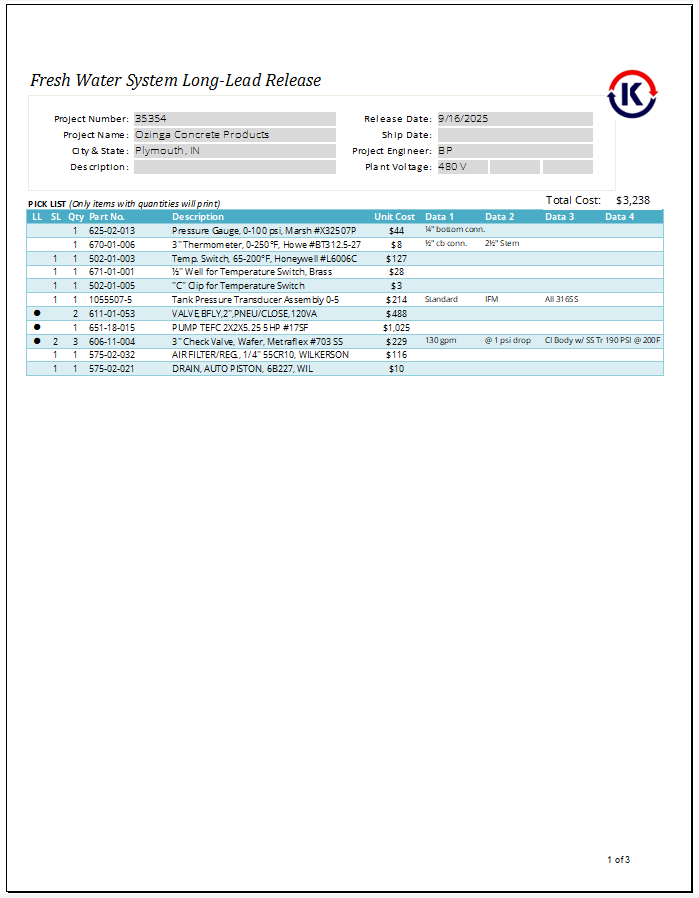 Fresh Water System Long-Lead Release
K
Project Number: 35354 Release Date: 9/16/2025
Project Name: Ozinga Concrete Products Ship Date:
City & State: Plymouth, IN Project Engineer: BP
Description: Plant Voltage: 480 V
PICK LIST (Only items with quantities will print) Total Cost: $3,238
LL SL Qty Part No. Description Unit Cost Data 1 Data 2 Data 3 Data 4
1 625-02-013 Pressure Gauge, 0-100 psi, Marsh #X32507P $44 ¼" bottom conn.
1 670-01-006 3" Thermometer, 0-250°F, Howe #BT312.5-27 $8 ½" cb conn. 2½" Stem
1 1 502-01-003 Temp. Switch, 65-200°F, Honeywell #L6006C $127
1 1 671-01-001 ½" Well for Temperature Switch, Brass $28
1 1 502-01-005 "C" Clip for Temperature Switch $3
1 1 1055507-5 Tank Pressure Transducer Assembly 0-5 $214 Standard IFM All 316SS
● 2 611-01-053 VALVE,BFLY,2",PNEU/CLOSE,120VA $488
● 1 651-18-015 PUMP TEFC 2X2X5.25 5 HP #17SF $1,025
● 2 3 606-11-004 3" Check Valve, Wafer, Metraflex #703 SS $229 130 gpm @ 1 psi drop CI Body w/ SS Tr 190 PSI @ 200F
1 1 575-02-032 AIR FILTER/REG., 1/4" 55CR10, WILKERSON $116
1 1 575-02-021 DRAIN, AUTO PISTON, 6B227, WIL $10
1 of 3